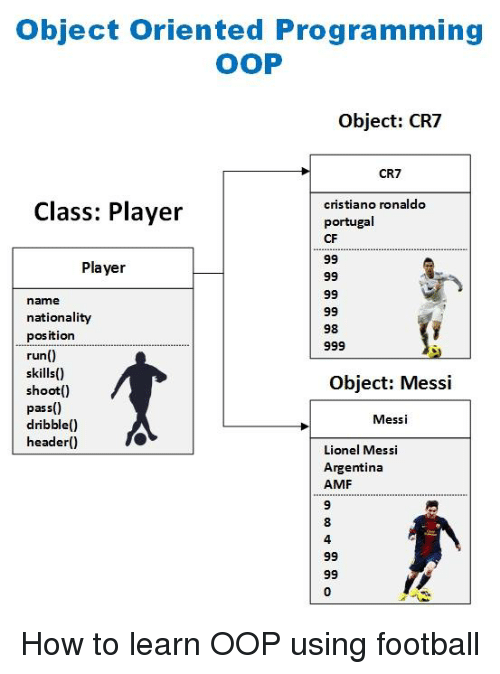 Object Oriented Programming
OOP
Class: Player
Player
name
nationality
position
run()
skills()
shoot()
pass()
dribble()
header()
Object: CR7
CR7
cristiano ronaldo
portugal
CF
99
99
99
99
98
999
Object: Messi
Messi
Lionel Messi
Argentina
AMF
9
8
4
99
99
0
How to learn OOP using football